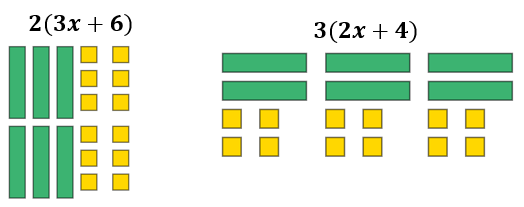 2(3x + 6)
3(2x + 4)